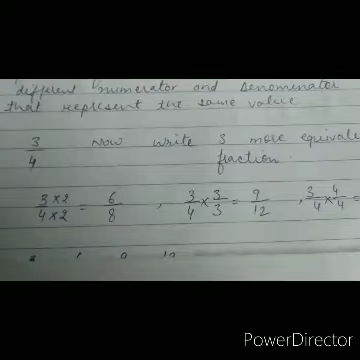 different numerator and Denominator
that represent the same value
3/4 Now write 3 more equivale
fraction.
3×2/4×2 = 6/8 , 3/4 × 3/3 = 9/12 , 3/4 × 4/4 =
PowerDirector